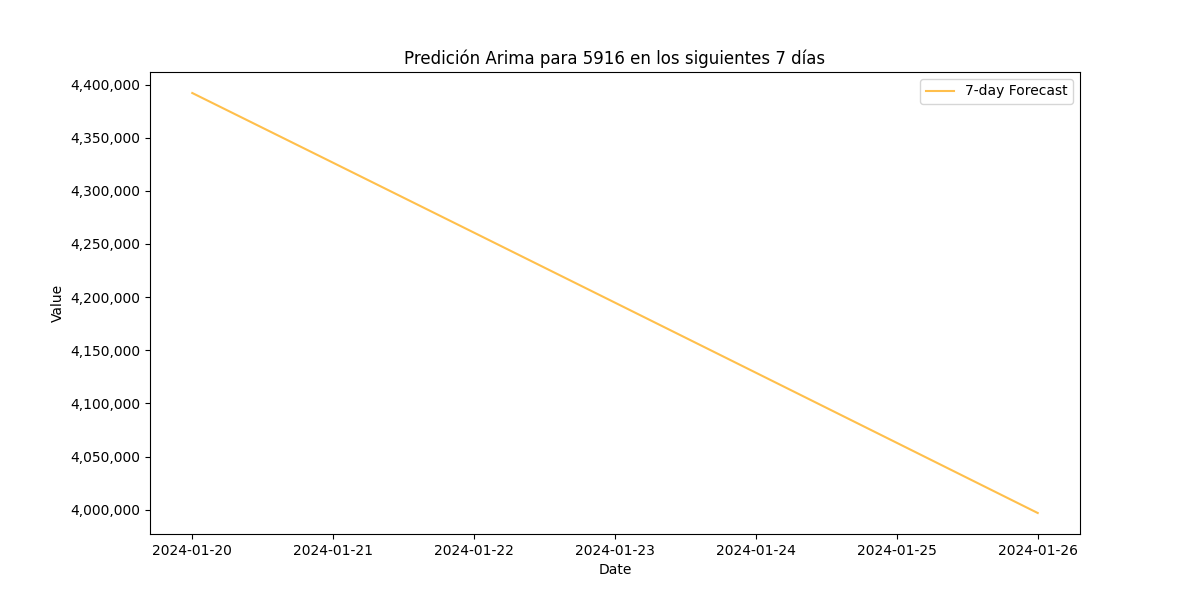 Predición Arima para 5916 en los siguientes 7 días
7-day Forecast
4,400,000
4,350,000
4,300,000
4,250,000
4,200,000
4,150,000
4,100,000
4,050,000
4,000,000
Value
2024-01-20 2024-01-21 2024-01-22 2024-01-23 2024-01-24 2024-01-25 2024-01-26
Date